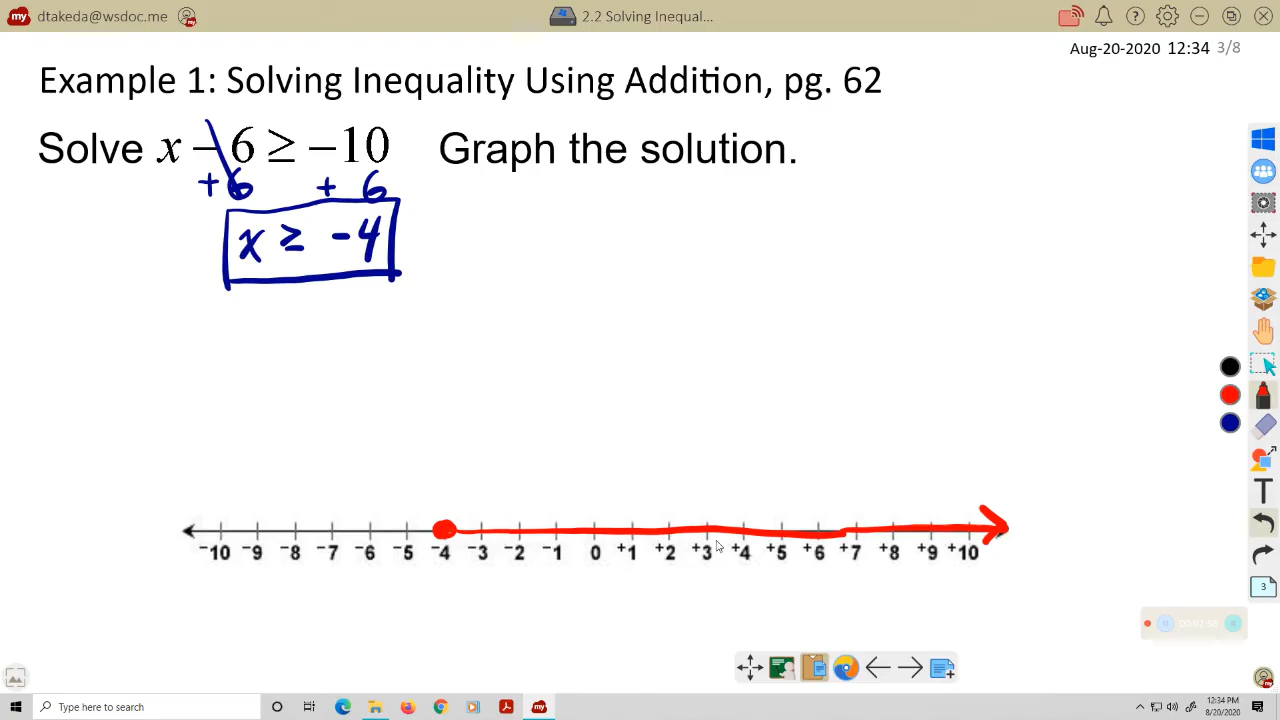 dtakeda@wsdoc.me
2.2 Solving Inequal...
Aug-20-2020 12:34 3/8
Example 1: Solving Inequality Using Addition, pg. 62
Solve x − 6 ≥ −10 Graph the solution.
+6 + 6
x ≥ -4
⁻10 ⁻9 ⁻8 ⁻7 ⁻6 ⁻5 ⁻4 ⁻3 ⁻2 ⁻1 0 ⁺1 ⁺2 ⁺3 ⁺4 ⁺5 ⁺6 ⁺7 ⁺8 ⁺9 ⁺10
T
3
my
Type here to search
12:34 PM
8/20/2020